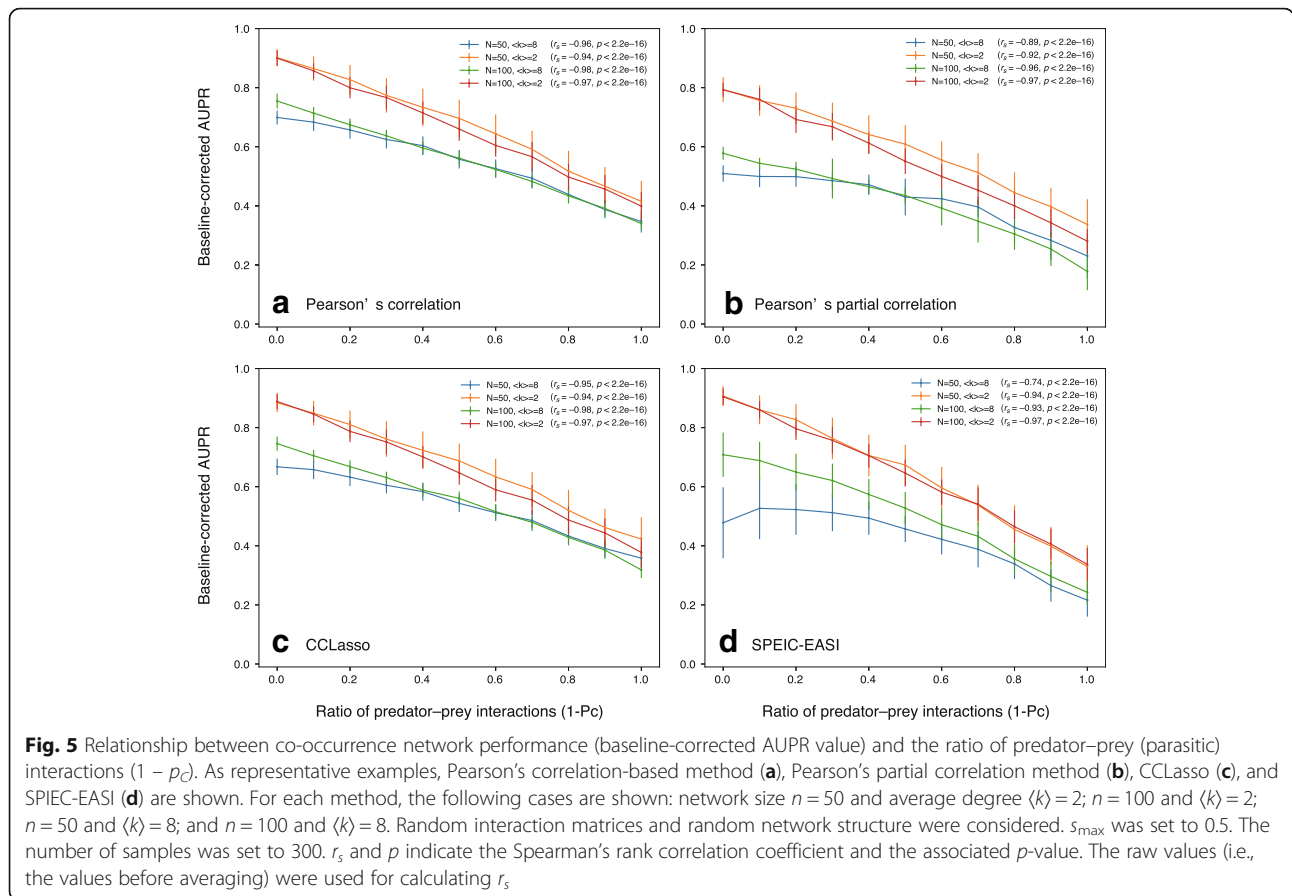 1.0
0.8
0.6
0.4
0.2
0.0
Baseline-corrected AUPR
N=50, <k>=8 (rs = −0.96, p < 2.2e−16)
N=50, <k>=2 (rs = −0.94, p < 2.2e−16)
N=100, <k>=8 (rs = −0.98, p < 2.2e−16)
N=100, <k>=2 (rs = −0.97, p < 2.2e−16)
a Pearson' s correlation
0.0 0.2 0.4 0.6 0.8 1.0
1.0
0.8
0.6
0.4
0.2
0.0
N=50, <k>=8 (rs = −0.89, p < 2.2e−16)
N=50, <k>=2 (rs = −0.92, p < 2.2e−16)
N=100, <k>=8 (rs = −0.96, p < 2.2e−16)
N=100, <k>=2 (rs = −0.97, p < 2.2e−16)
b Pearson' s partial correlation
0.0 0.2 0.4 0.6 0.8 1.0
1.0
0.8
0.6
0.4
0.2
0.0
Baseline-corrected AUPR
N=50, <k>=8 (rs = −0.95, p < 2.2e−16)
N=50, <k>=2 (rs = −0.94, p < 2.2e−16)
N=100, <k>=8 (rs = −0.98, p < 2.2e−16)
N=100, <k>=2 (rs = −0.97, p < 2.2e−16)
c CCLasso
0.0 0.2 0.4 0.6 0.8 1.0
Ratio of predator–prey interactions (1-Pc)
1.0
0.8
0.6
0.4
0.2
0.0
N=50, <k>=8 (rs = −0.74, p < 2.2e−16)
N=50, <k>=2 (rs = −0.94, p < 2.2e−16)
N=100, <k>=8 (rs = −0.93, p < 2.2e−16)
N=100, <k>=2 (rs = −0.97, p < 2.2e−16)
d SPEIC-EASI
0.0 0.2 0.4 0.6 0.8 1.0
Ratio of predator–prey interactions (1-Pc)
Fig. 5 Relationship between co-occurrence network performance (baseline-corrected AUPR value) and the ratio of predator–prey (parasitic)
interactions (1 − pC). As representative examples, Pearson's correlation-based method (a), Pearson's partial correlation method (b), CCLasso (c), and
SPIEC-EASI (d) are shown. For each method, the following cases are shown: network size n = 50 and average degree ⟨k⟩ = 2; n = 100 and ⟨k⟩ = 2;
n = 50 and ⟨k⟩ = 8; and n = 100 and ⟨k⟩ = 8. Random interaction matrices and random network structure were considered. smax was set to 0.5. The
number of samples was set to 300. rs and p indicate the Spearman's rank correlation coefficient and the associated p-value. The raw values (i.e.,
the values before averaging) were used for calculating rs